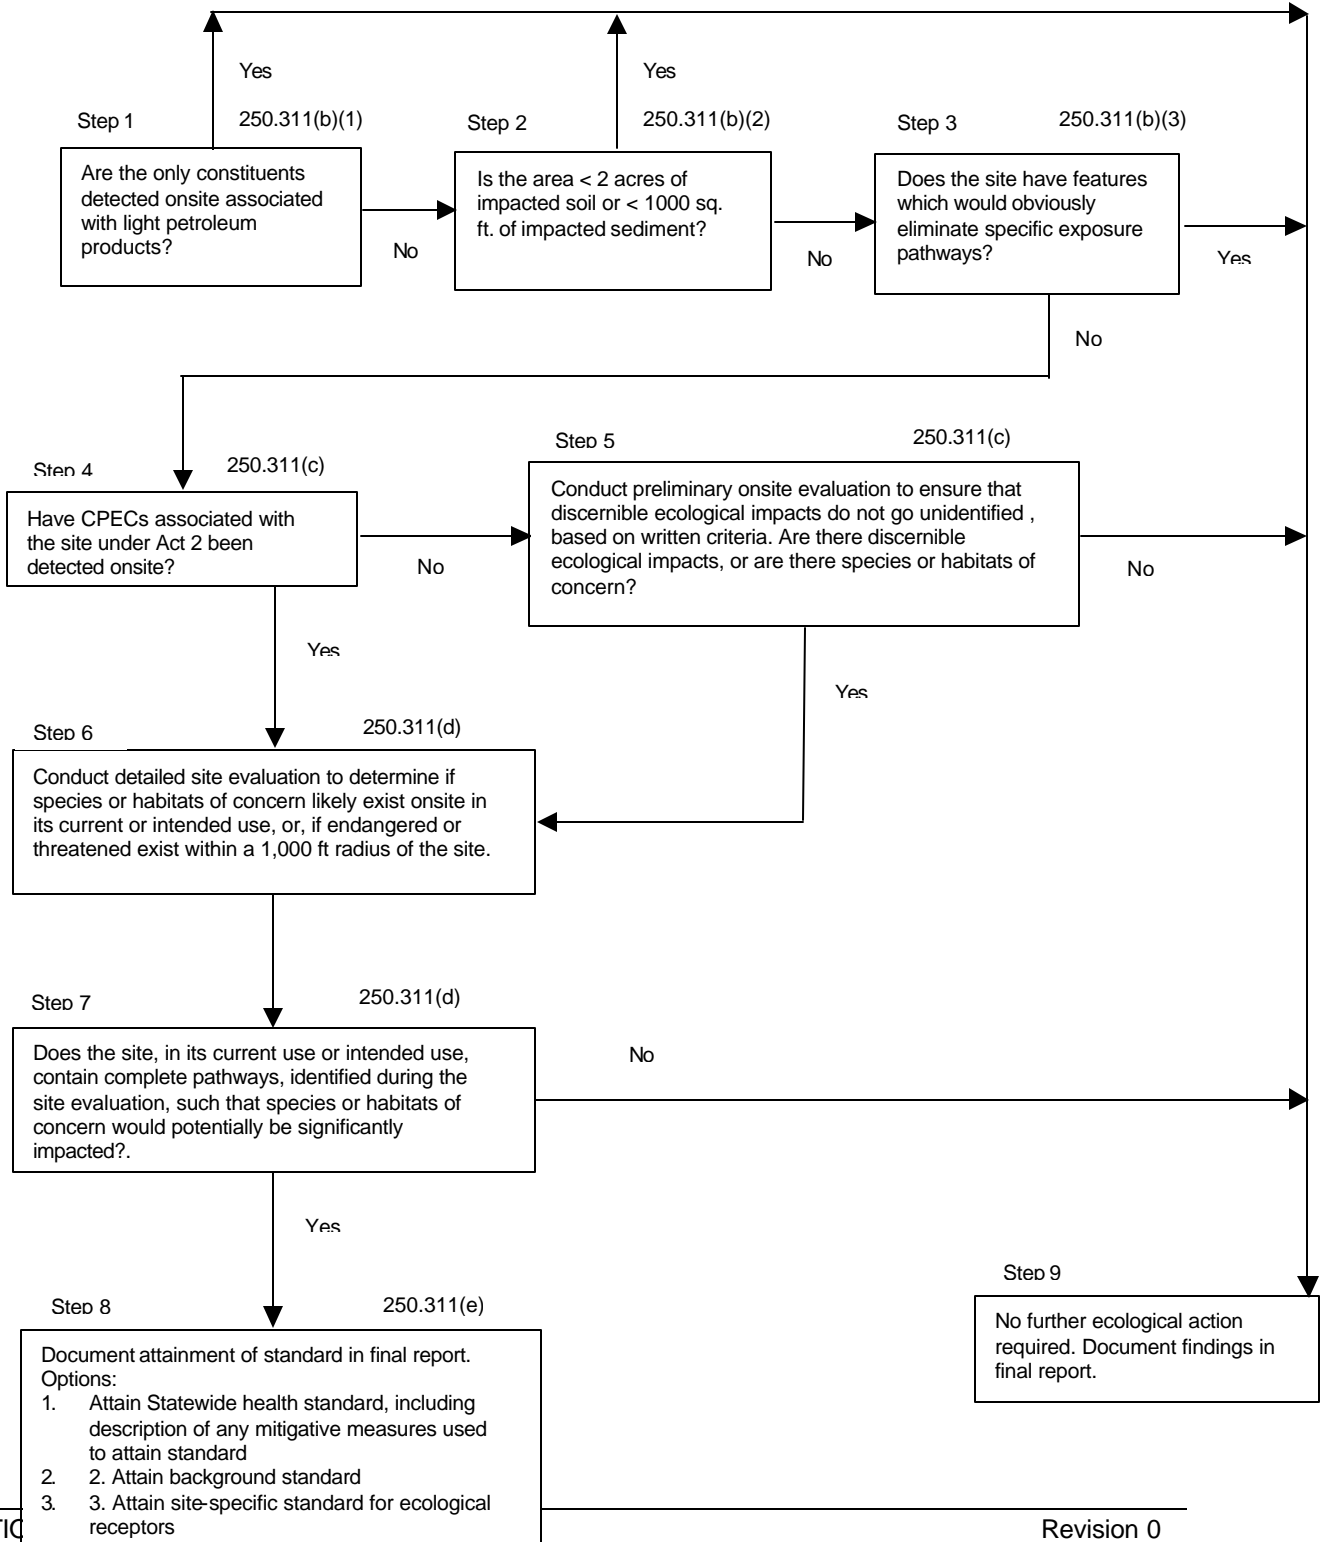 Yes
Yes
Step 1
250.311(b)(1)
Step 2
250.311(b)(2)
Step 3
250.311(b)(3)
Are the only constituents
detected onsite associated
with light petroleum
products?
No
Is the area < 2 acres of
impacted soil or < 1000 sq.
ft. of impacted sediment?
No
Does the site have features
which would obviously
eliminate specific exposure
pathways?
Yes
No
Step 4
250.311(c)
Step 5
250.311(c)
Have CPECs associated with
the site under Act 2 been
detected onsite?
No
Conduct preliminary onsite evaluation to ensure that
discernible ecological impacts do not go unidentified ,
based on written criteria. Are there discernible
ecological impacts, or are there species or habitats of
concern?
No
Yes
Yes
Step 6
250.311(d)
Conduct detailed site evaluation to determine if
species or habitats of concern likely exist onsite in
its current or intended use, or, if endangered or
threatened exist within a 1,000 ft radius of the site.
Step 7
250.311(d)
Does the site, in its current use or intended use,
contain complete pathways, identified during the
site evaluation, such that species or habitats of
concern would potentially be significantly
impacted?.
No
Yes
Step 8
250.311(e)
Document attainment of standard in final report.
Options:
1. Attain Statewide health standard, including
description of any mitigative measures used
to attain standard
2. 2. Attain background standard
3. 3. Attain site-specific standard for ecological
receptors
Step 9
No further ecological action
required. Document findings in
final report.
Revision 0